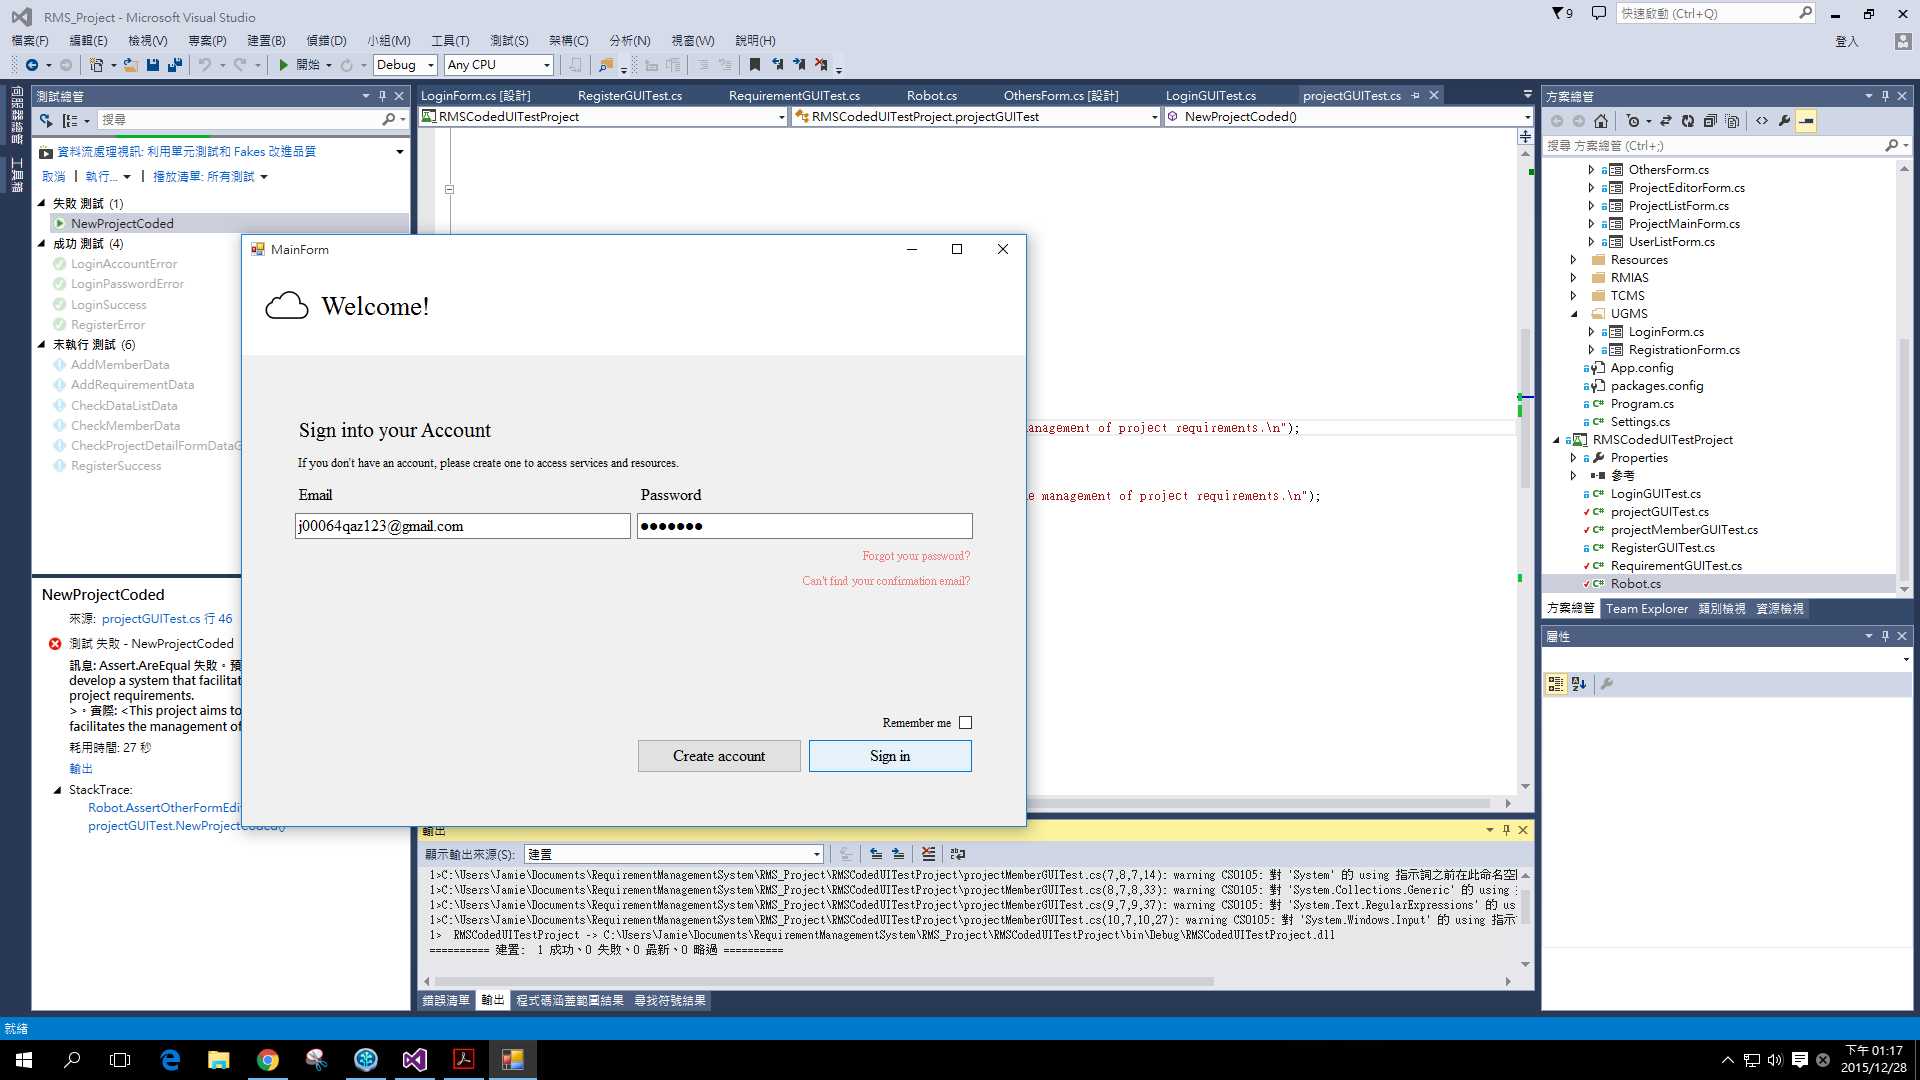 RMS_Project - Microsoft Visual Studio
9
快速啟動 (Ctrl+Q)
檔案(F) 編輯(E) 檢視(V) 專案(P) 建置(B) 偵錯(D) 小組(M) 工具(T) 測試(S) 架構(C) 分析(N) 視窗(W) 說明(H)
登入
開始 Debug Any CPU
伺服器總管
工具箱
測試總管
搜尋
資料流處理視訊: 利用單元測試和 Fakes 改進品質
取消 執行... 播放清單: 所有測試
失敗 測試 (1)
NewProjectCoded
成功 測試 (4)
LoginAccountError
LoginPasswordError
LoginSuccess
RegisterError
未執行 測試 (6)
AddMemberData
AddRequirementData
CheckDataListData
CheckMemberData
CheckProjectDetailFormDataG
RegisterSuccess
NewProjectCoded
來源: projectGUITest.cs 行 46
測試 失敗 - NewProjectCoded
訊息: Assert.AreEqual 失敗。預
develop a system that facilitat
project requirements.
>。實際: <This project aims to
facilitates the management of
耗用時間: 27 秒
輸出
StackTrace:
Robot.AssertOtherFormEdi
projectGUITest.NewProjectCoded()
LoginForm.cs [設計] RegisterGUITest.cs RequirementGUITest.cs Robot.cs OthersForm.cs [設計] LoginGUITest.cs projectGUITest.cs
RMSCodedUITestProject RMSCodedUITestProject.projectGUITest NewProjectCoded()
anagement of project requirements.\n");
e management of project requirements.\n");
MainForm
Welcome!
Sign into your Account
If you don't have an account, please create one to access services and resources.
Email Password
j00064qaz123@gmail.com ●●●●●●●
Forgot your password?
Can't find your confirmation email?
Remember me
Create account Sign in
輸出
顯示輸出來源(S): 建置
1>C:\Users\Jamie\Documents\RequirementManagementSystem\RMS_Project\RMSCodedUITestProject\projectMemberGUITest.cs(7,8,7,14): warning CS0105: 對 'System' 的 using 指示詞之前在此命名空
1>C:\Users\Jamie\Documents\RequirementManagementSystem\RMS_Project\RMSCodedUITestProject\projectMemberGUITest.cs(8,7,8,33): warning CS0105: 對 'System.Collections.Generic' 的 using
1>C:\Users\Jamie\Documents\RequirementManagementSystem\RMS_Project\RMSCodedUITestProject\projectMemberGUITest.cs(9,7,9,37): warning CS0105: 對 'System.Text.RegularExpressions' 的 us
1>C:\Users\Jamie\Documents\RequirementManagementSystem\RMS_Project\RMSCodedUITestProject\projectMemberGUITest.cs(10,7,10,27): warning CS0105: 對 'System.Windows.Input' 的 using 指示
1> RMSCodedUITestProject -> C:\Users\Jamie\Documents\RequirementManagementSystem\RMS_Project\RMSCodedUITestProject\bin\Debug\RMSCodedUITestProject.dll
========== 建置: 1 成功、0 失敗、0 最新、0 略過 ==========
錯誤清單 輸出 程式碼涵蓋範圍結果 尋找符號結果
方案總管
搜尋 方案總管 (Ctrl+;)
OthersForm.cs
ProjectEditorForm.cs
ProjectListForm.cs
ProjectMainForm.cs
UserListForm.cs
Resources
RMIAS
TCMS
UGMS
LoginForm.cs
RegistrationForm.cs
App.config
packages.config
Program.cs
Settings.cs
RMSCodedUITestProject
Properties
參考
LoginGUITest.cs
projectGUITest.cs
projectMemberGUITest.cs
RegisterGUITest.cs
RequirementGUITest.cs
Robot.cs
方案總管 Team Explorer 類別檢視 資源檢視
屬性
就緒
下午 01:17
2015/12/28